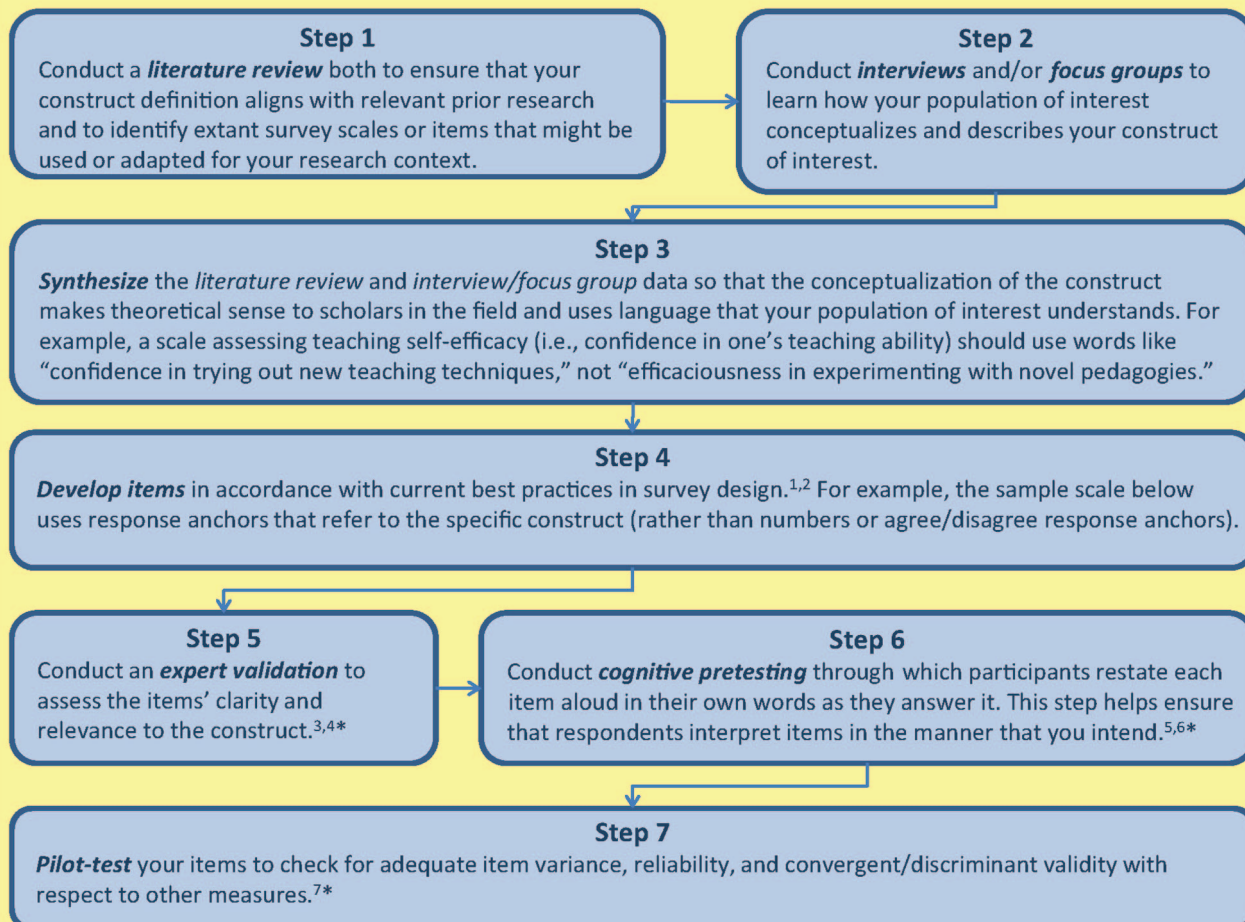 Step 1
Conduct a literature review both to ensure that your
construct definition aligns with relevant prior research
and to identify extant survey scales or items that might be
used or adapted for your research context.
Step 2
Conduct interviews and/or focus groups to
learn how your population of interest
conceptualizes and describes your construct
of interest.
Step 3
Synthesize the literature review and interview/focus group data so that the conceptualization of the construct
makes theoretical sense to scholars in the field and uses language that your population of interest understands. For
example, a scale assessing teaching self-efficacy (i.e., confidence in one’s teaching ability) should use words like
“confidence in trying out new teaching techniques,” not “efficaciousness in experimenting with novel pedagogies.”
Step 4
Develop items in accordance with current best practices in survey design.1,2 For example, the sample scale below
uses response anchors that refer to the specific construct (rather than numbers or agree/disagree response anchors).
Step 5
Conduct an expert validation to
assess the items’ clarity and
relevance to the construct.3,4*
Step 6
Conduct cognitive pretesting through which participants restate each
item aloud in their own words as they answer it. This step helps ensure
that respondents interpret items in the manner that you intend.5,6*
Step 7
Pilot-test your items to check for adequate item variance, reliability, and convergent/discriminant validity with
respect to other measures.7*